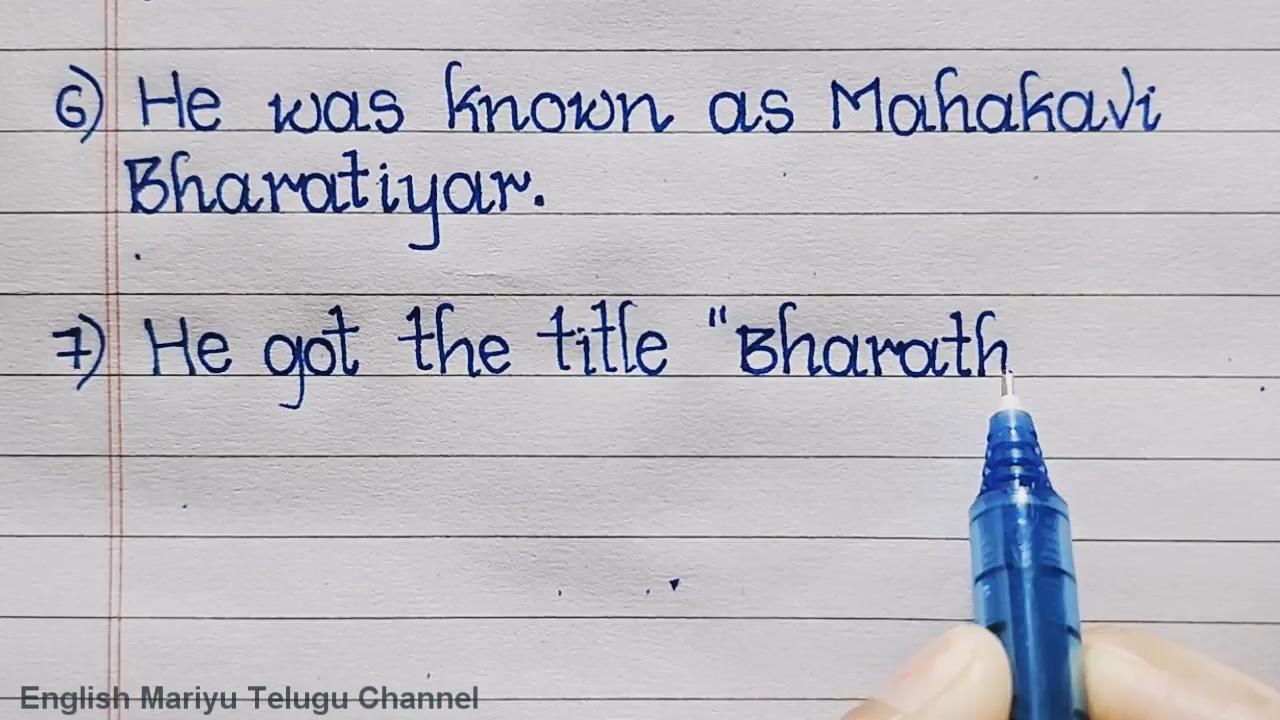 6) He was known as Mahakavi
Bharatiyar.
7) He got the title "Bharath
English Mariyu Telugu Channel